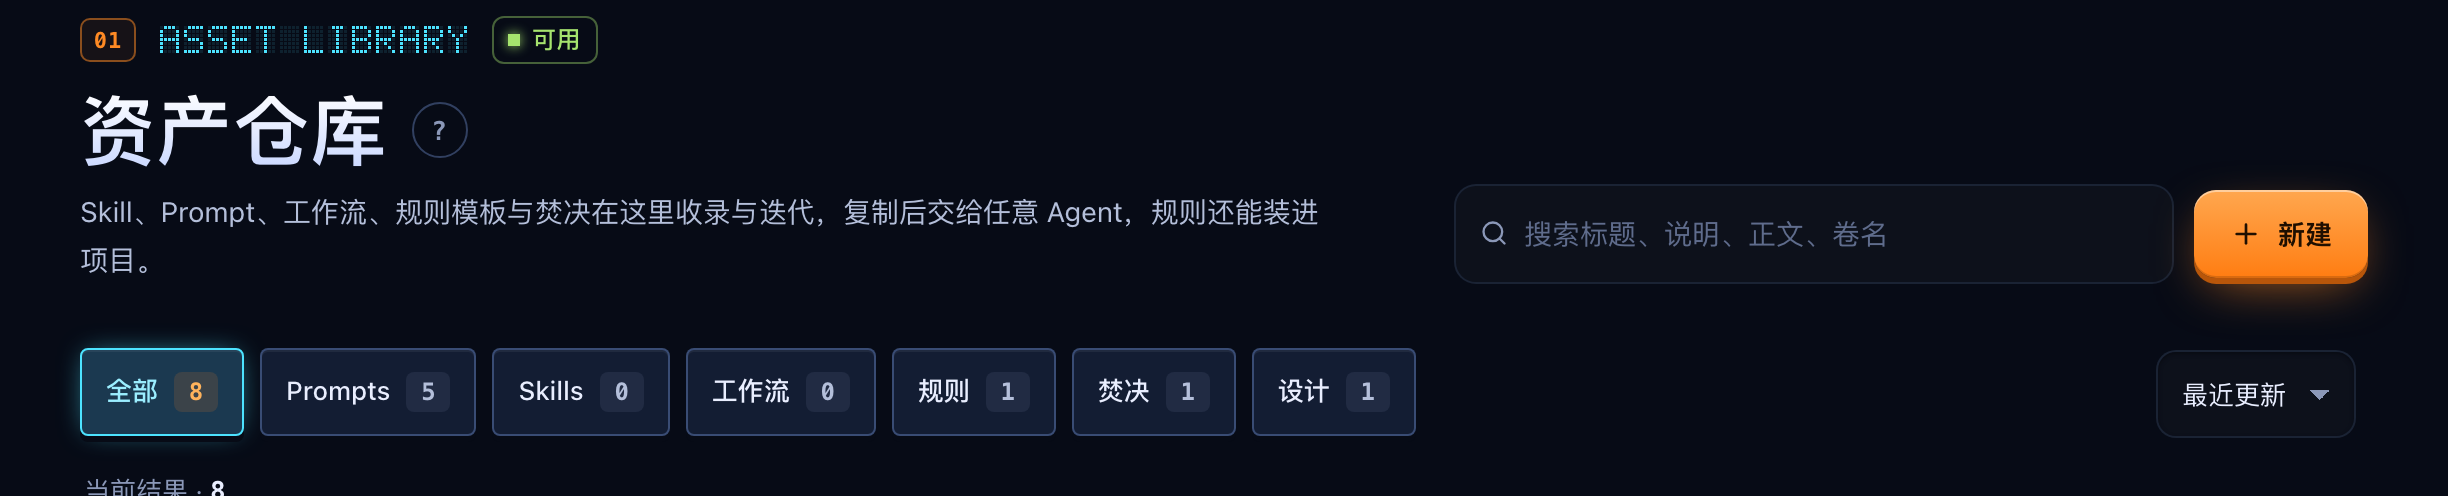 01 ASSET LIBRARY 可用
资产仓库 ?
Skill、Prompt、工作流、规则模板与焚决在这里收录与迭代，复制后交给任意 Agent，规则还能装进
项目。
搜索标题、说明、正文、卷名
+ 新建
全部 8 Prompts 5 Skills 0 工作流 0 规则 1 焚决 1 设计 1 最近更新
当前结果 · 8